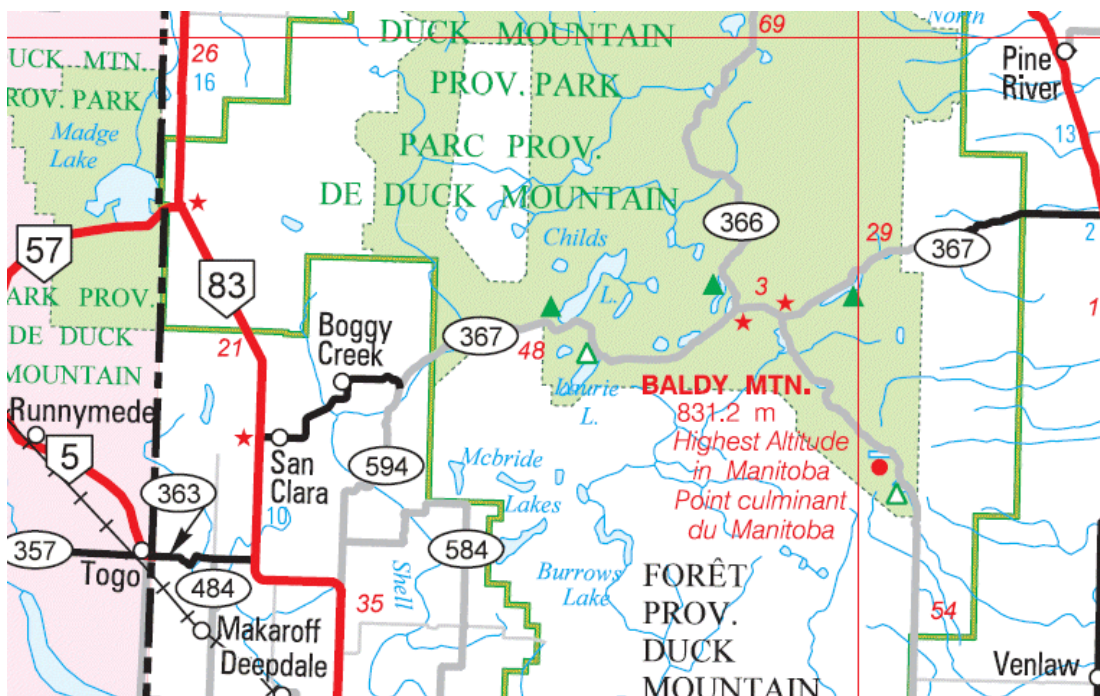 DUCK MOUNTAIN
PROV. PARK
PARC PROV.
DE DUCK MOUNTAIN
69
North
Pine
River
13
26
16
UCK MTN.
ROV. PARK
Madge
Lake
57
ARK PROV.
DE DUCK
MOUNTAIN
83
21
366
367
29
2
1
3
Childs
L.
367
48
Laurie
L.
Boggy
Creek
BALDY MTN.
831.2 m
Highest Altitude
in Manitoba
Point culminant
du Manitoba
Runnymede
5
363
San
Clara
10
594
Mcbride
Lakes
357
Togo
484
584
Shell
Burrows
Lake
35
Makaroff
Deepdale
FORÊT
PROV.
DUCK
MOUNTAIN
54
Venlaw